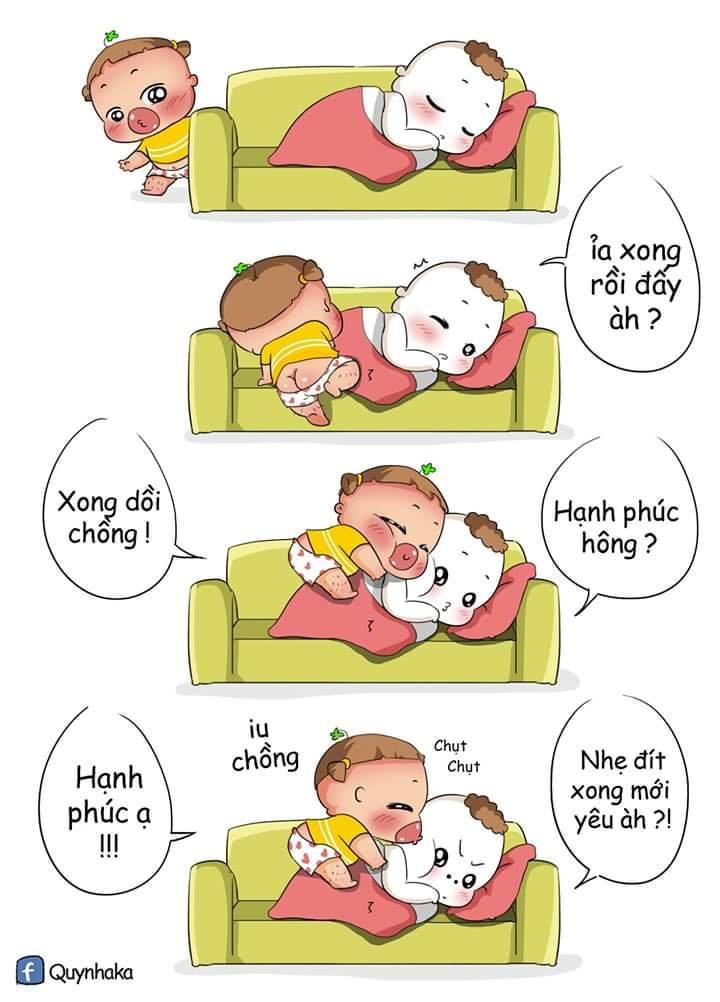 ỉa xong
rồi đấy
àh ?
Xong dồi
chồng !
Hạnh phúc
hông ?
Hạnh
phúc ạ
!!!
iu
chồng
Chụt
Chụt
Nhẹ đít
xong mới
yêu àh ?!
f Quynhaka